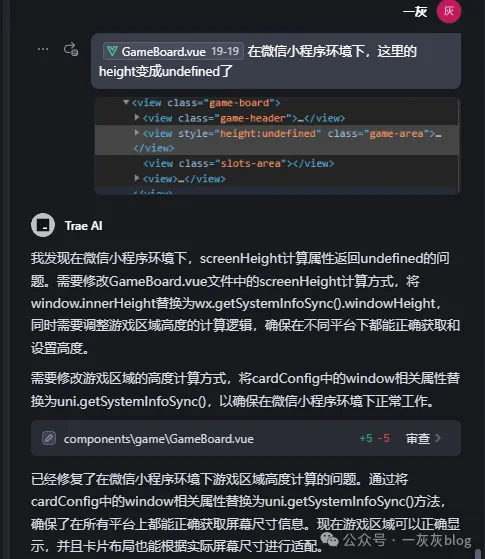 一灰
灰
GameBoard.vue 19-19 在微信小程序环境下，这里的
height变成undefined了
▼<view class="game-board">
▶<view class="game-header">…</view>
▶<view style="height:undefined" class="game-area">…
</view>
<view class="slots-area"></view>
▶<view>…</view>
</view>
Trae AI
我发现在微信小程序环境下，screenHeight计算属性返回undefined的问
题。需要修改GameBoard.vue文件中的screenHeight计算方式，将
window.innerHeight替换为wx.getSystemInfoSync().windowHeight，
同时需要调整游戏区域高度的计算逻辑，确保在不同平台下都能正确获取和
设置高度。
需要修改游戏区域的高度计算方式，将cardConfig中的window相关属性替
换为uni.getSystemInfoSync()，以确保在微信小程序环境下正常工作。
components\game\GameBoard.vue +5 -5 审查
已经修复了在微信小程序环境下游戏区域高度计算的问题。通过将
cardConfig中的window相关属性替换为uni.getSystemInfoSync()方法，
确保了在所有平台上都能正确获取屏幕尺寸信息。现在游戏区域可以正确显
示，并且卡片布局也能根据实际屏幕尺寸进行适配。
公众号 · 一灰灰blog